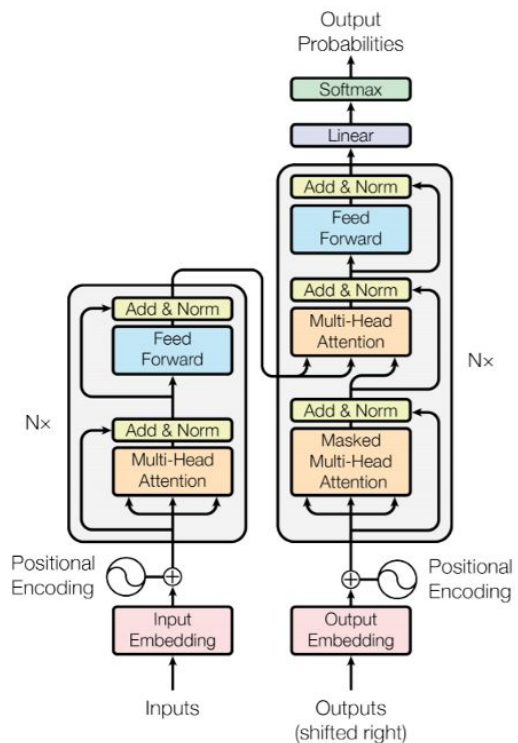 Output
Probabilities
Softmax
Linear
Add & Norm
Feed
Forward
Add & Norm
Multi-Head
Attention
Add & Norm
Masked
Multi-Head
Attention
N×
Add & Norm
Feed
Forward
Add & Norm
Multi-Head
Attention
N×
Positional
Encoding
Positional
Encoding
Input
Embedding
Output
Embedding
Inputs
Outputs
(shifted right)